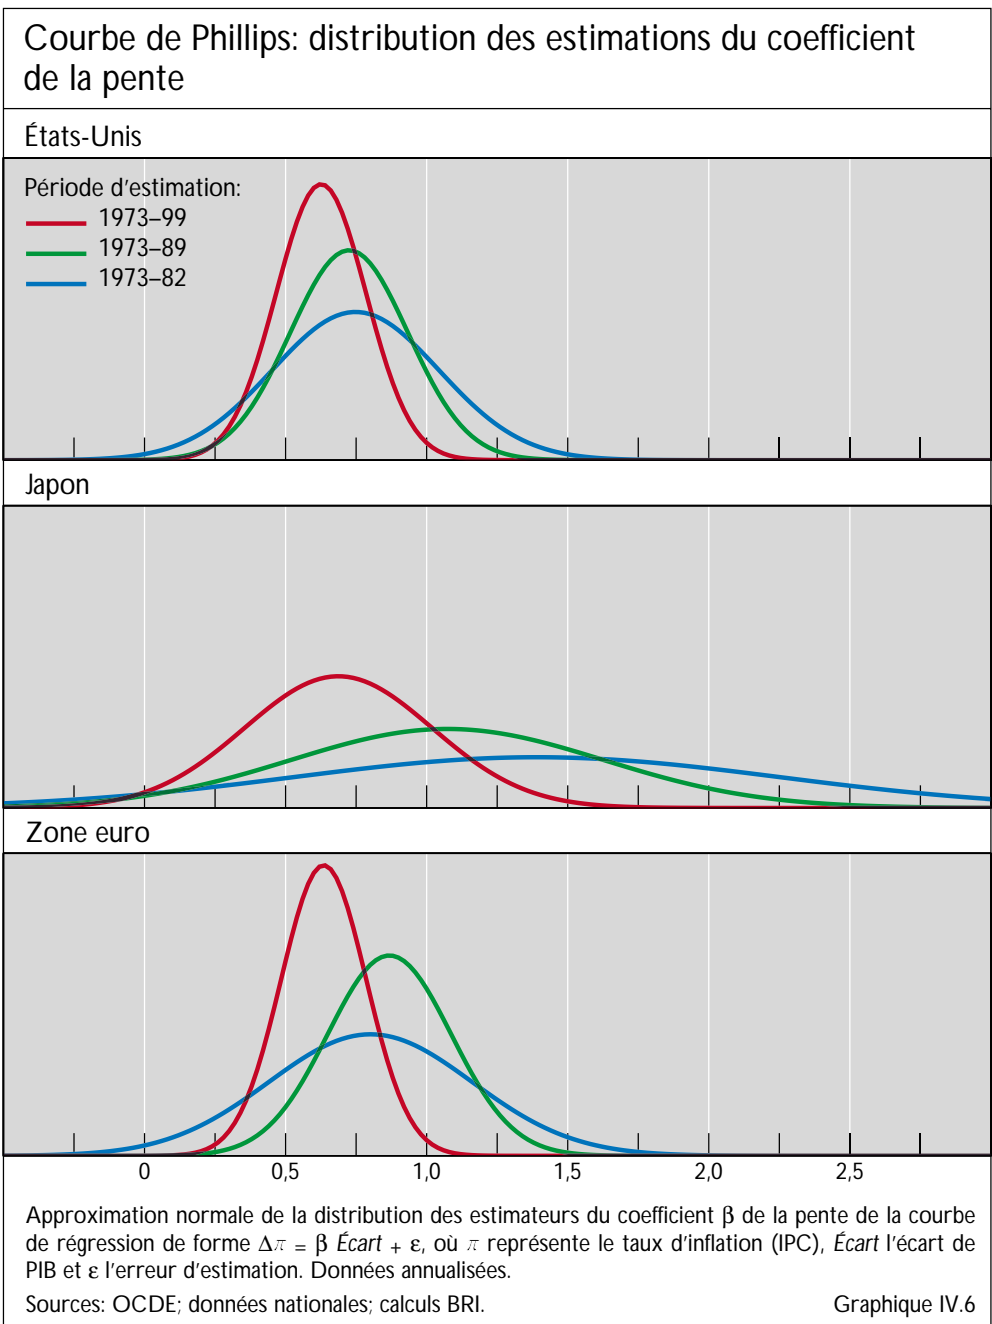 Courbe de Phillips: distribution des estimations du coefficient
de la pente
États-Unis
Période d'estimation:
1973–99
1973–89
1973–82
Japon
Zone euro
0 0,5 1,0 1,5 2,0 2,5
Approximation normale de la distribution des estimateurs du coefficient β de la pente de la courbe
de régression de forme Δπ = β Écart + ε, où π représente le taux d'inflation (IPC), Écart l'écart de
PIB et ε l'erreur d'estimation. Données annualisées.
Sources: OCDE; données nationales; calculs BRI. Graphique IV.6